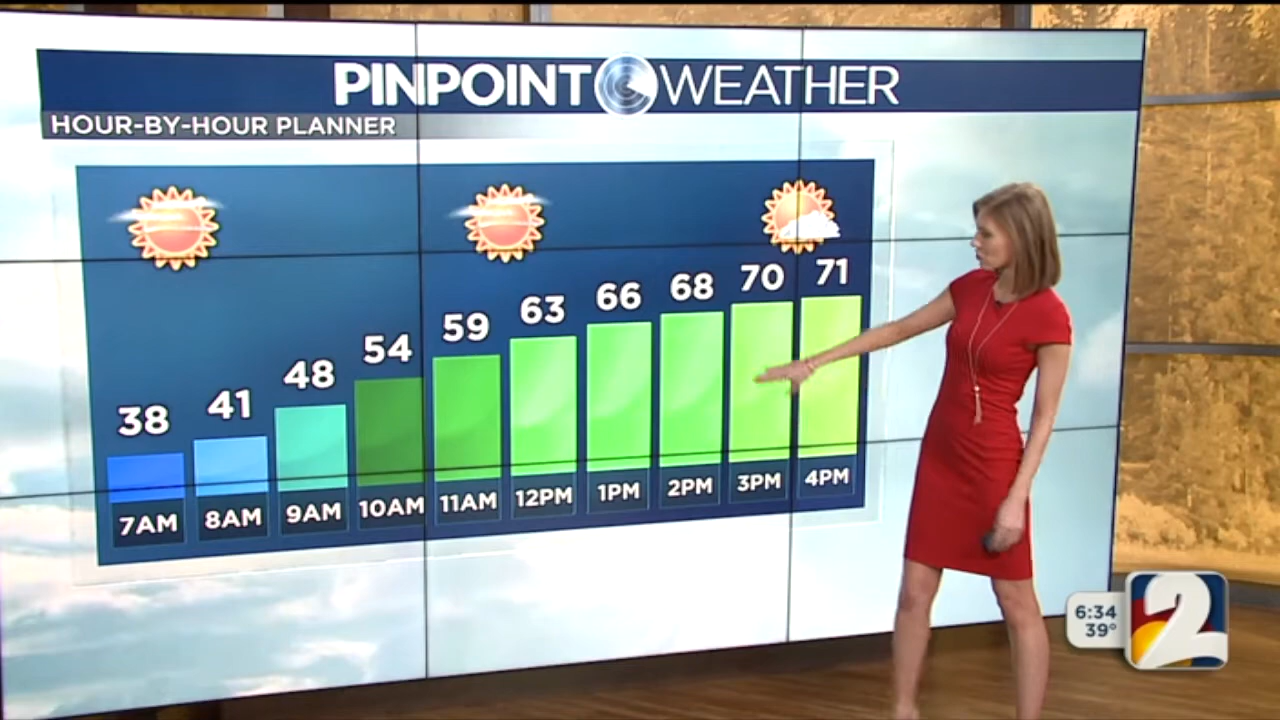 PINPOINT WEATHER
HOUR-BY-HOUR PLANNER
38 41 48 54 59 63 66 68 70 71
7AM 8AM 9AM 10AM 11AM 12PM 1PM 2PM 3PM 4PM
6:34
39°
2